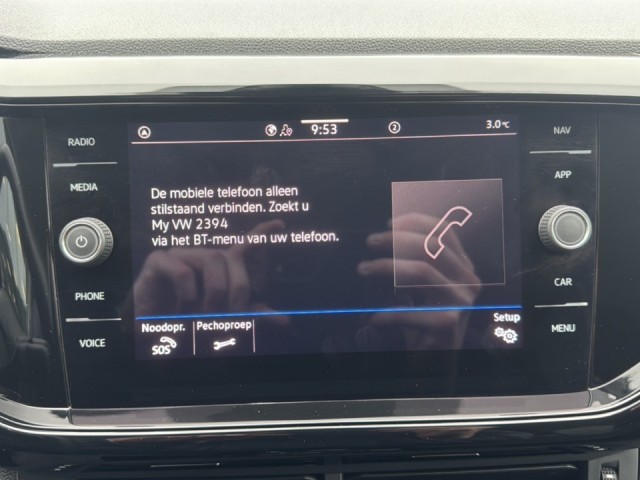 RADIO
MEDIA
PHONE
VOICE
9:53
2
3.0 °C
De mobiele telefoon alleen
stilstaand verbinden. Zoekt u
My VW 2394
via het BT-menu van uw telefoon.
Noodopr.
SOS
Pechoproep
Setup
NAV
APP
CAR
MENU